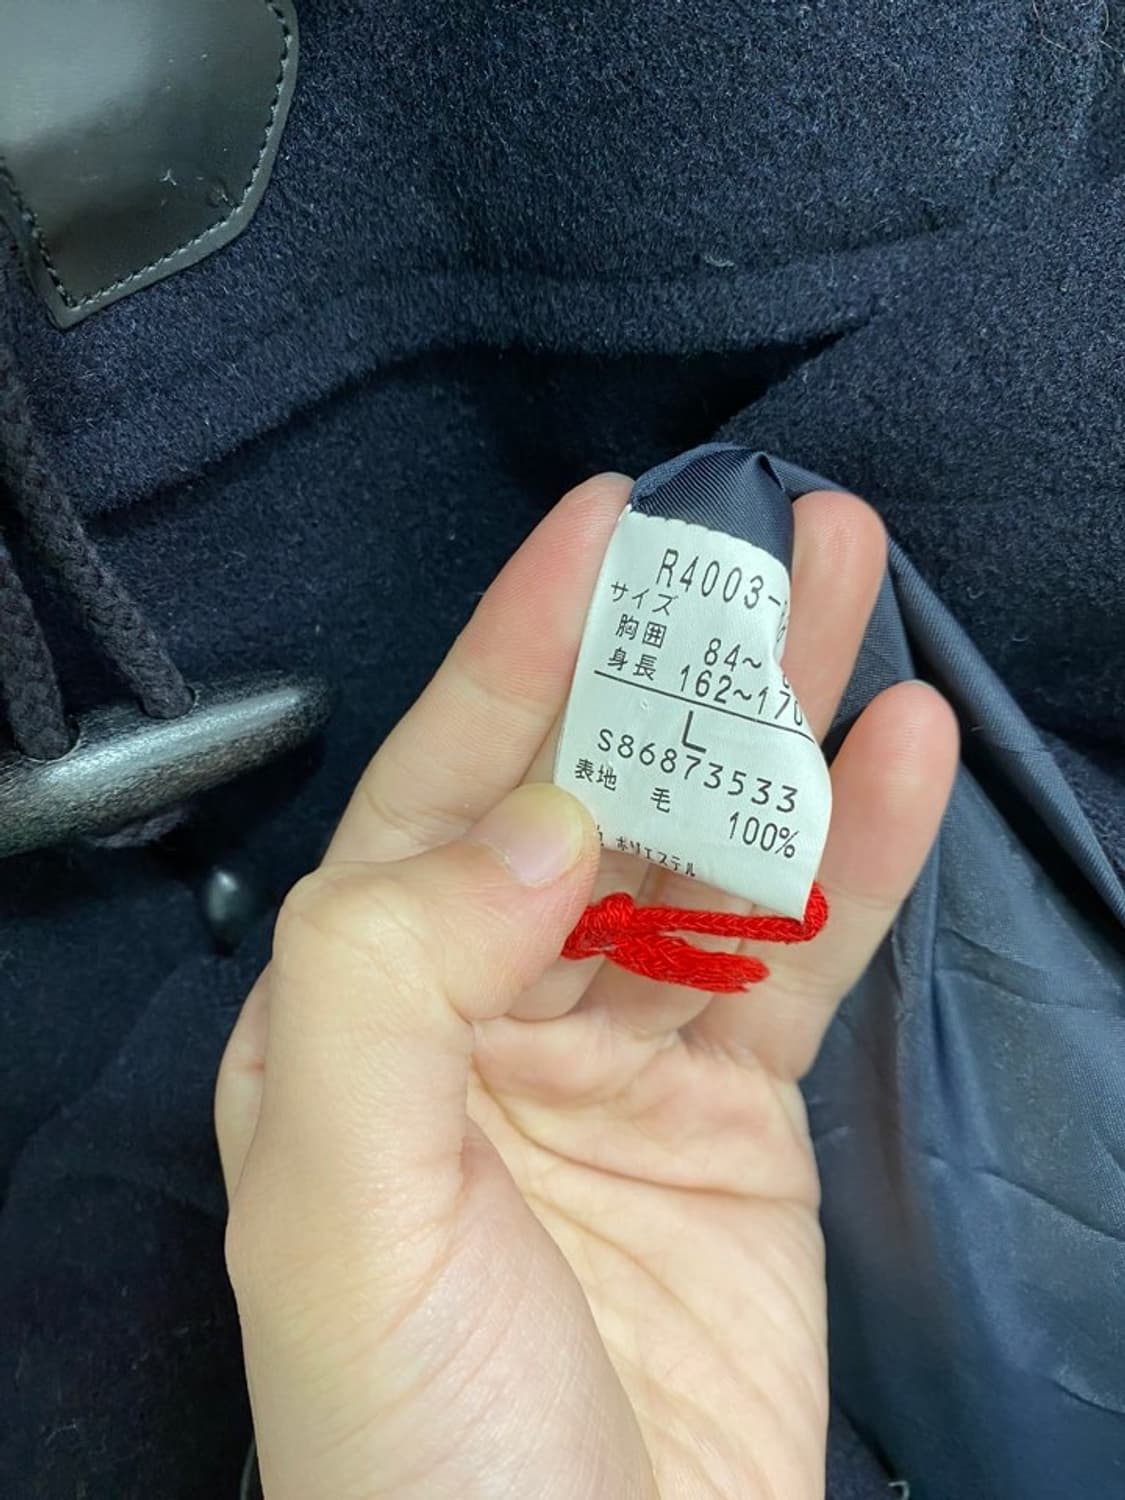 R4003-
サイズ
胸囲 84~
身長 162~170
L
S86873533
表地 毛 100%
ポリエステル